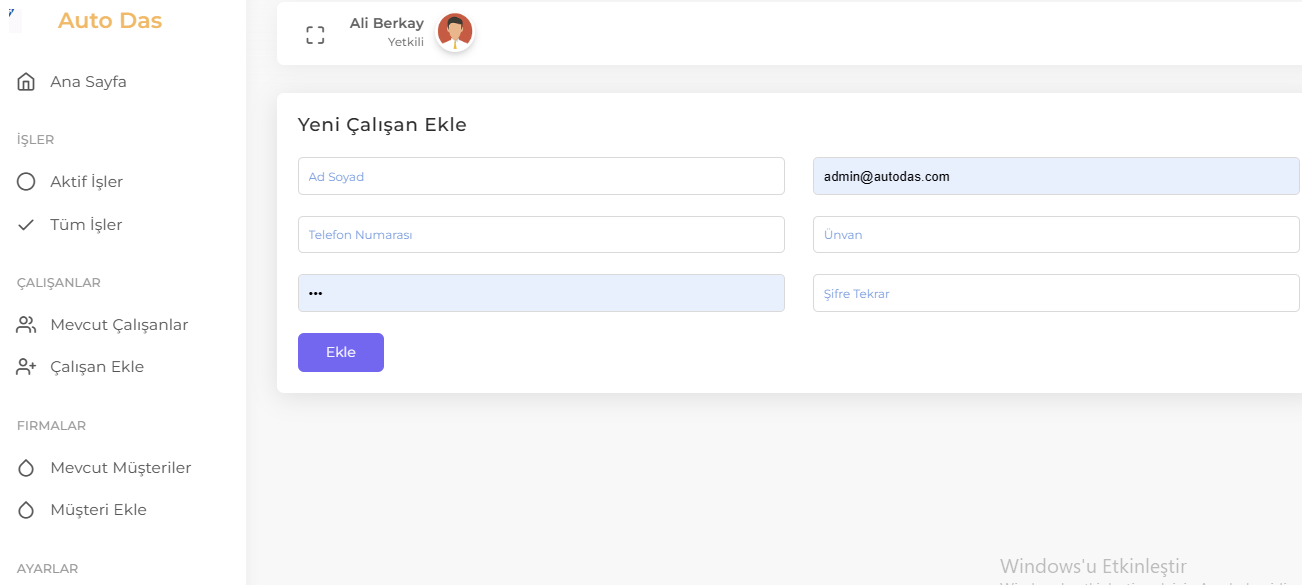 Auto Das
Ana Sayfa
İŞLER
Aktif İşler
Tüm İşler
ÇALIŞANLAR
Mevcut Çalışanlar
Çalışan Ekle
FIRMALAR
Mevcut Müşteriler
Müşteri Ekle
AYARLAR
Ali Berkay
Yetkili
Yeni Çalışan Ekle
Ad Soyad
admin@autodas.com
Telefon Numarası
Ünvan
•••
Şifre Tekrar
Ekle
Windows'u Etkinleştir